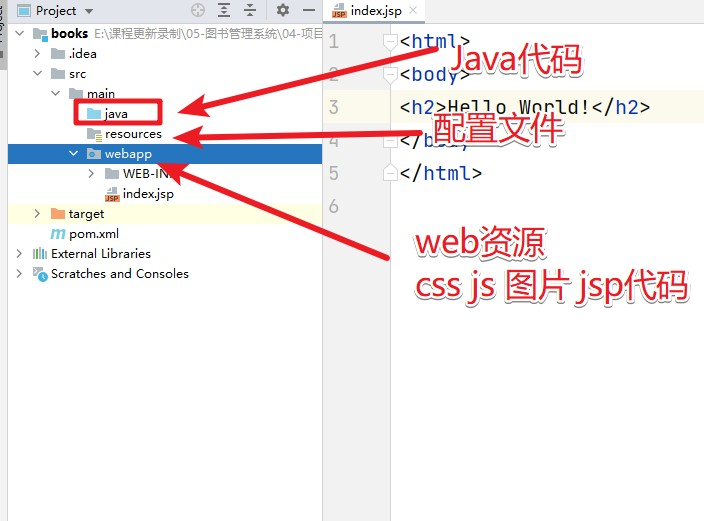 Project
index.jsp
books E:\课程更新录制\05-图书管理系统\04-项目
.idea
src
main
java
resources
webapp
WEB-IN
index.jsp
target
pom.xml
External Libraries
Scratches and Consoles
1 <html>
2 <body>
3 <h2>Hello World!</h2>
4 </body>
5 </html>
6
Java代码
配置文件
web资源
css js 图片 jsp代码